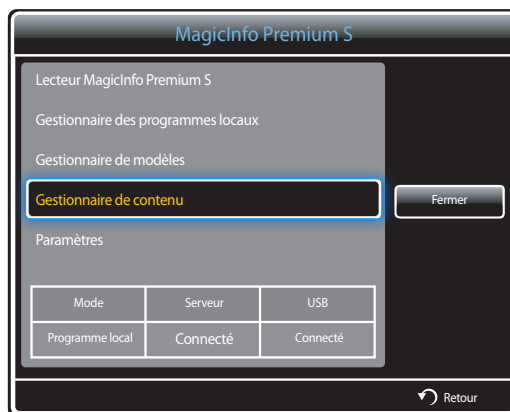 MagicInfo Premium S
Lecteur MagicInfo Premium S
Gestionnaire des programmes locaux
Gestionnaire de modèles
Gestionnaire de contenu
Fermer
Paramètres
Mode Serveur USB
Programme local Connecté Connecté
Retour